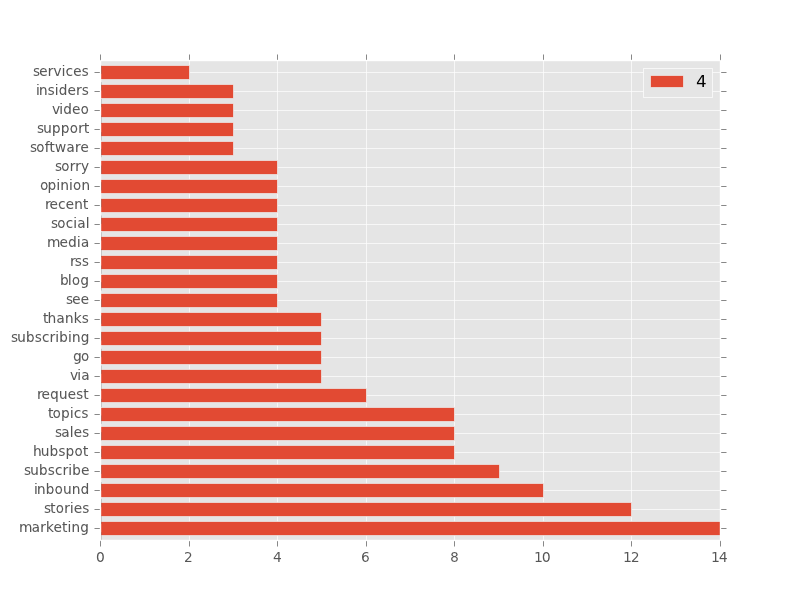 4
services
insiders
video
support
software
sorry
opinion
recent
social
media
rss
blog
see
thanks
subscribing
go
via
request
topics
sales
hubspot
subscribe
inbound
stories
marketing
0 2 4 6 8 10 12 14